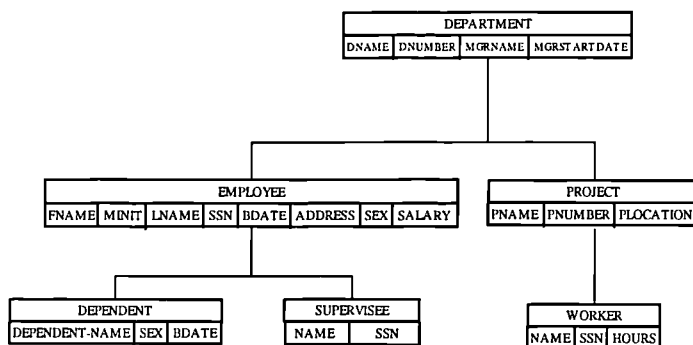 DEPARTMENT
DNAME DNUMBER MGRNAME MGRSTARTDATE
EMPLOYEE
FNAME MINIT LNAME SSN BDATE ADDRESS SEX SALARY
PROJECT
PNAME PNUMBER PLOCATION
DEPENDENT
DEPENDENT-NAME SEX BDATE
SUPERVISEE
NAME SSN
WORKER
NAME SSN HOURS